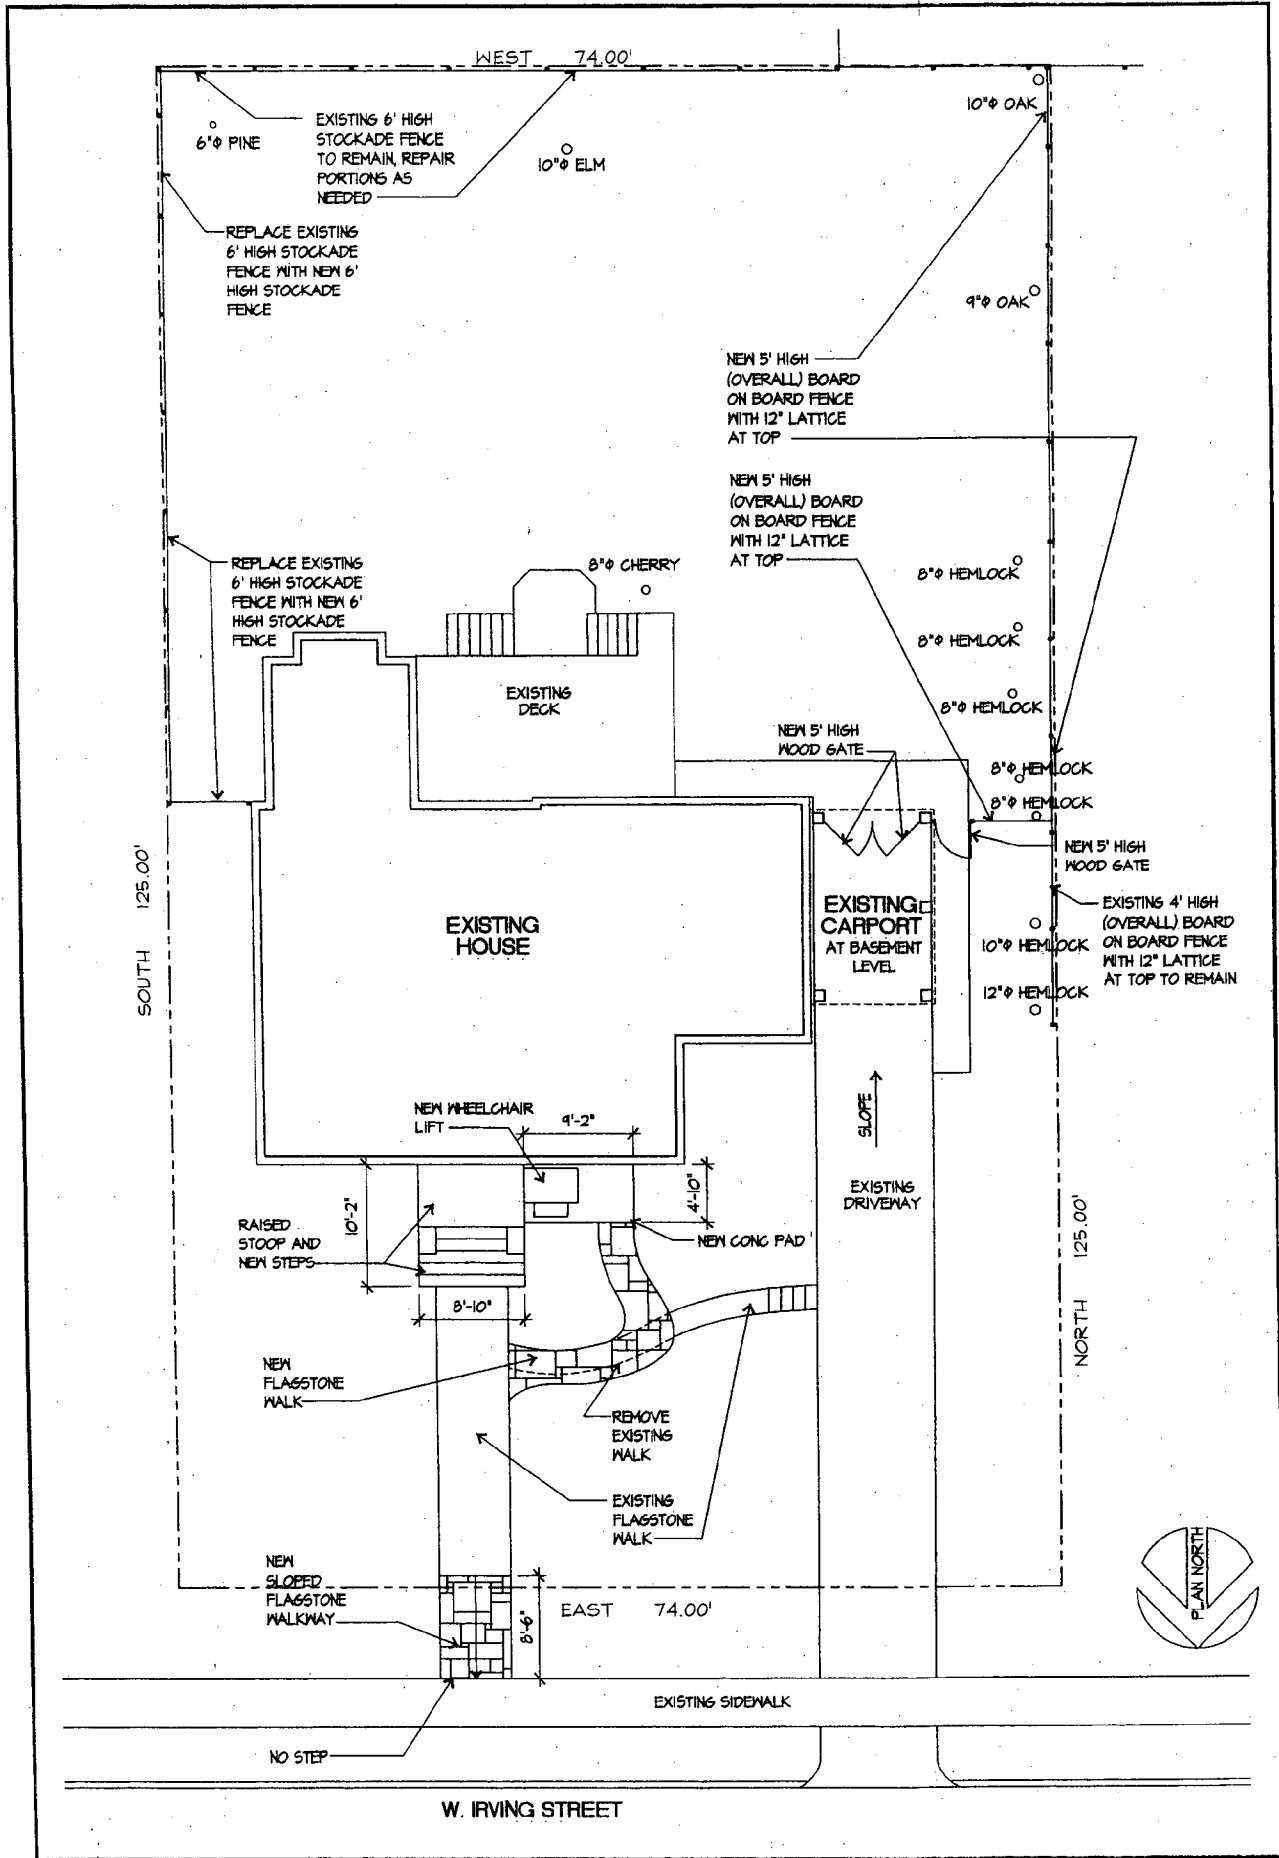 WEST 74.00'
10"Φ OAK
EXISTING 6' HIGH
STOCKADE FENCE
TO REMAIN, REPAIR
PORTIONS AS
NEEDED
6"Φ PINE
10"Φ ELM
REPLACE EXISTING
6' HIGH STOCKADE
FENCE WITH NEW 6'
HIGH STOCKADE
FENCE
9"Φ OAK
NEW 5' HIGH
(OVERALL) BOARD
ON BOARD FENCE
WITH 12" LATTICE
AT TOP
NEW 5' HIGH
(OVERALL) BOARD
ON BOARD FENCE
WITH 12" LATTICE
AT TOP
REPLACE EXISTING
6' HIGH STOCKADE
FENCE WITH NEW 6'
HIGH STOCKADE
FENCE
8"Φ CHERRY
8"Φ HEMLOCK
8"Φ HEMLOCK
8"Φ HEMLOCK
EXISTING
DECK
NEW 5' HIGH
WOOD GATE
8"Φ HEMLOCK
8"Φ HEMLOCK
NEW 5' HIGH
WOOD GATE
SOUTH 125.00'
EXISTING
HOUSE
EXISTING
CARPORT
AT BASEMENT
LEVEL
EXISTING 4' HIGH
(OVERALL) BOARD
ON BOARD FENCE
WITH 12" LATTICE
AT TOP TO REMAIN
10"Φ HEMLOCK
12"Φ HEMLOCK
NEW WHEELCHAIR
LIFT
9'-2"
SLOPE
10'-2"
4'-10"
EXISTING
DRIVEWAY
RAISED
STOOP AND
NEW STEPS
NEW CONC PAD
8'-10"
NORTH 125.00'
NEW
FLAGSTONE
WALK
REMOVE
EXISTING
WALK
EXISTING
FLAGSTONE
WALK
NEW
SLOPED
FLAGSTONE
WALKWAY
8'-6"
EAST 74.00'
PLAN NORTH
EXISTING SIDEWALK
NO STEP
W. IRVING STREET